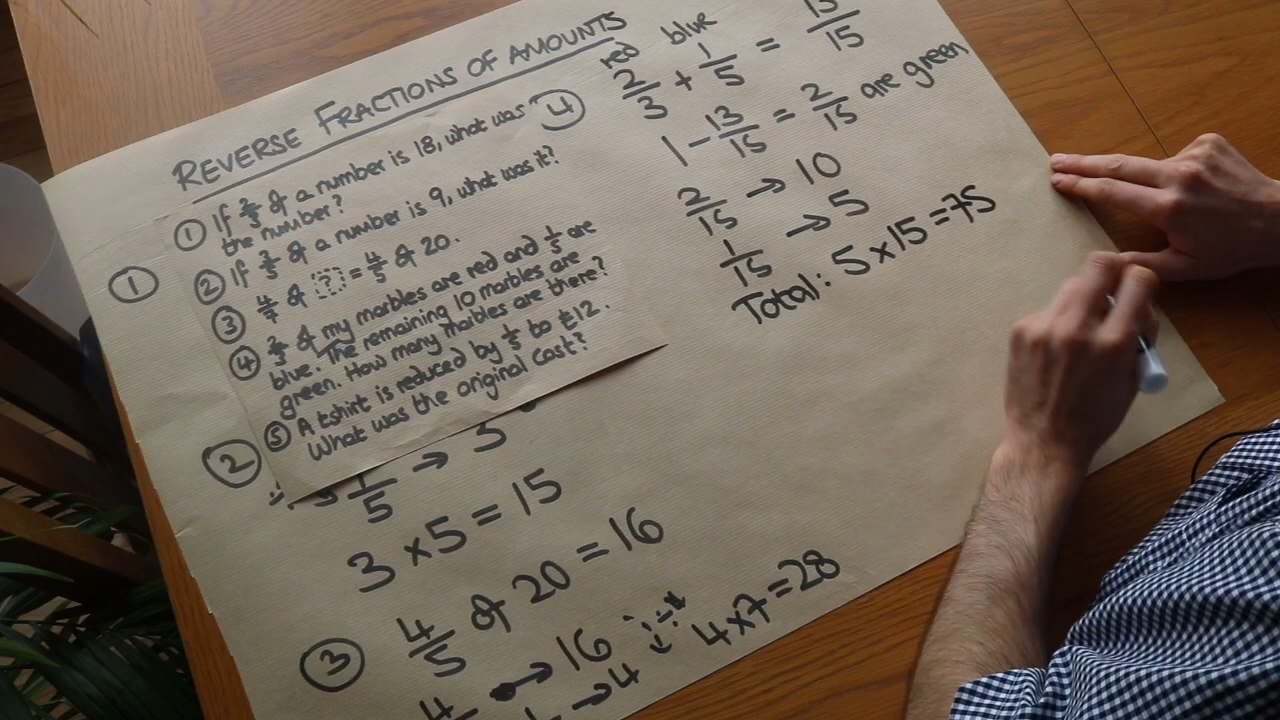 REVERSE FRACTIONS OF AMOUNTS
① If 2/5 of a number is 18, what was
the number?
② If 3/5 of a number is 9, what was it?
③ 4/7 of ? = 4/5 of 20.
④ 2/3 of my marbles are red and 1/5 are
blue. The remaining 10 marbles are
green. How many marbles are there?
⑤ A tshirt is reduced by to £12.
What was the original cost?
①
②
1/5 → 3
3 × 5 = 15
③
4/5 of 20 = 16
→ 16
→ 4
4×7=28
④
red blue
2/3 + 1/5 = 13/15
1 - 13/15 = 2/15 are green
2/15 → 10
1/15 → 5
Total: 5 × 15 = 75